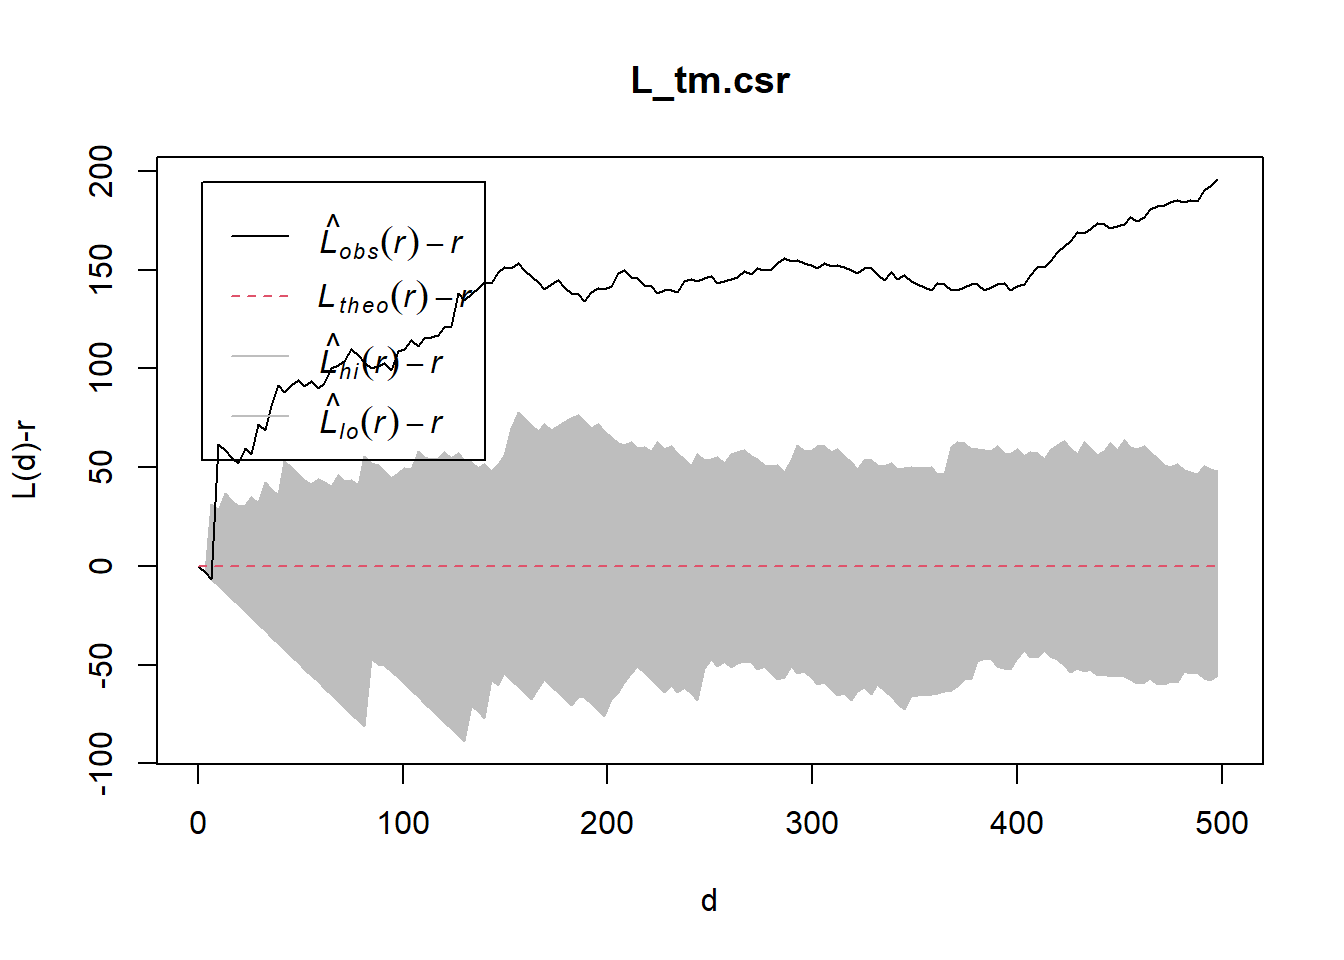 L_tm.csr
L(d)-r
200
150
100
50
0
-50
-100
L̂obs(r) − r
Ltheo(r) − r
L̂hi(r) − r
L̂lo(r) − r
0 100 200 300 400 500
d